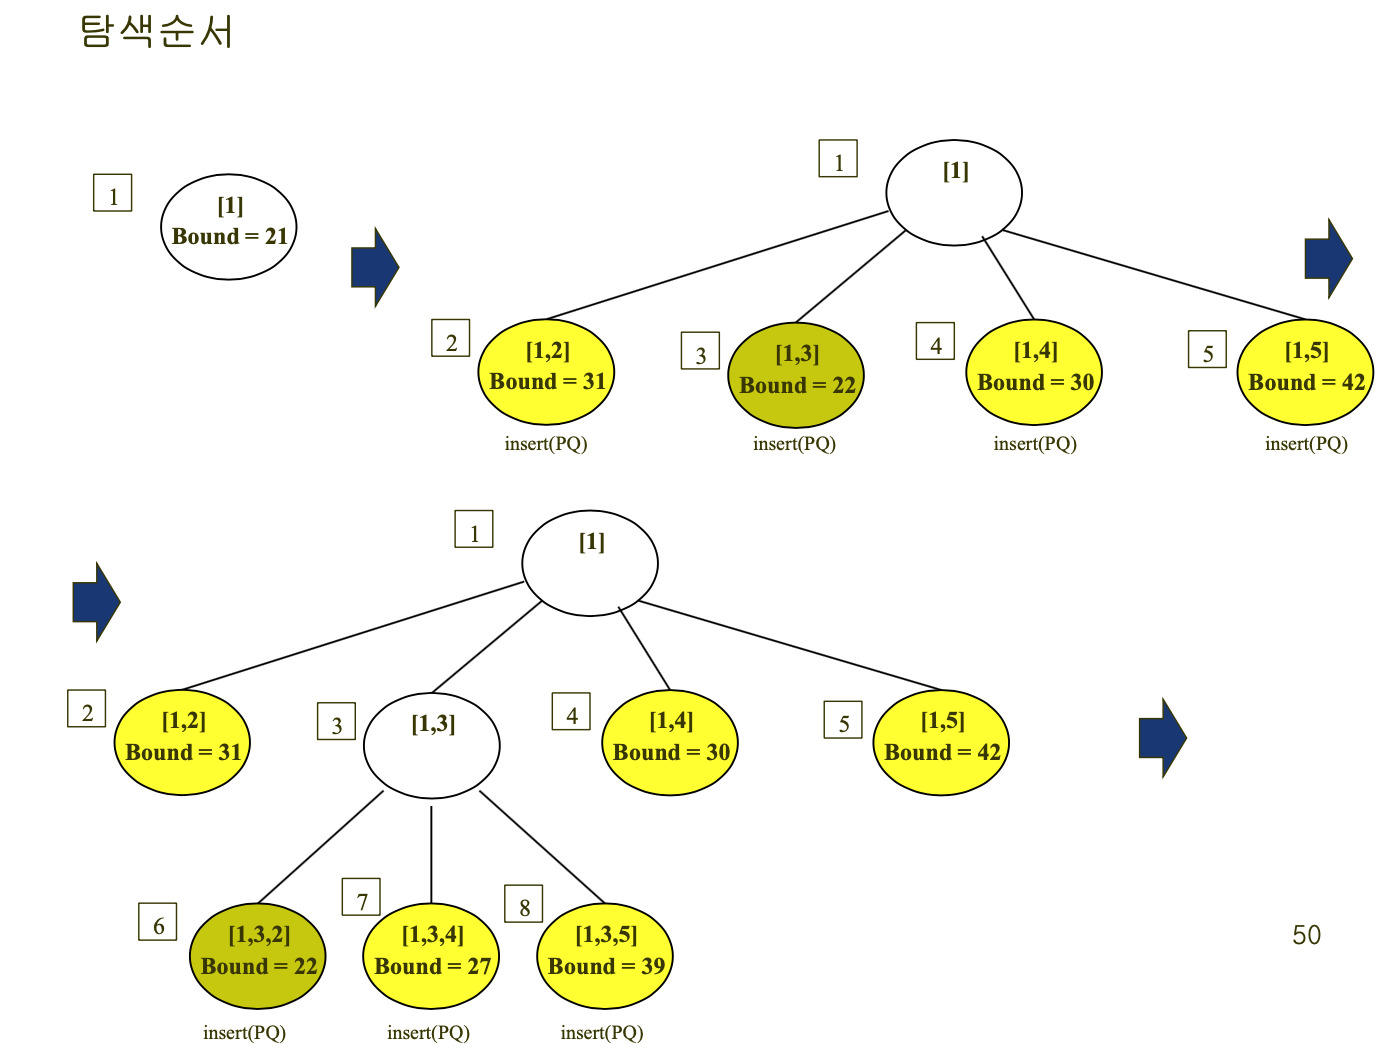 탐색순서
1
[1]
Bound = 21
1
[1]
2
[1,2]
Bound = 31
insert(PQ)
3
[1,3]
Bound = 22
insert(PQ)
4
[1,4]
Bound = 30
insert(PQ)
5
[1,5]
Bound = 42
insert(PQ)
1
[1]
2
[1,2]
Bound = 31
3
[1,3]
4
[1,4]
Bound = 30
5
[1,5]
Bound = 42
6
[1,3,2]
Bound = 22
insert(PQ)
7
[1,3,4]
Bound = 27
insert(PQ)
8
[1,3,5]
Bound = 39
insert(PQ)
50